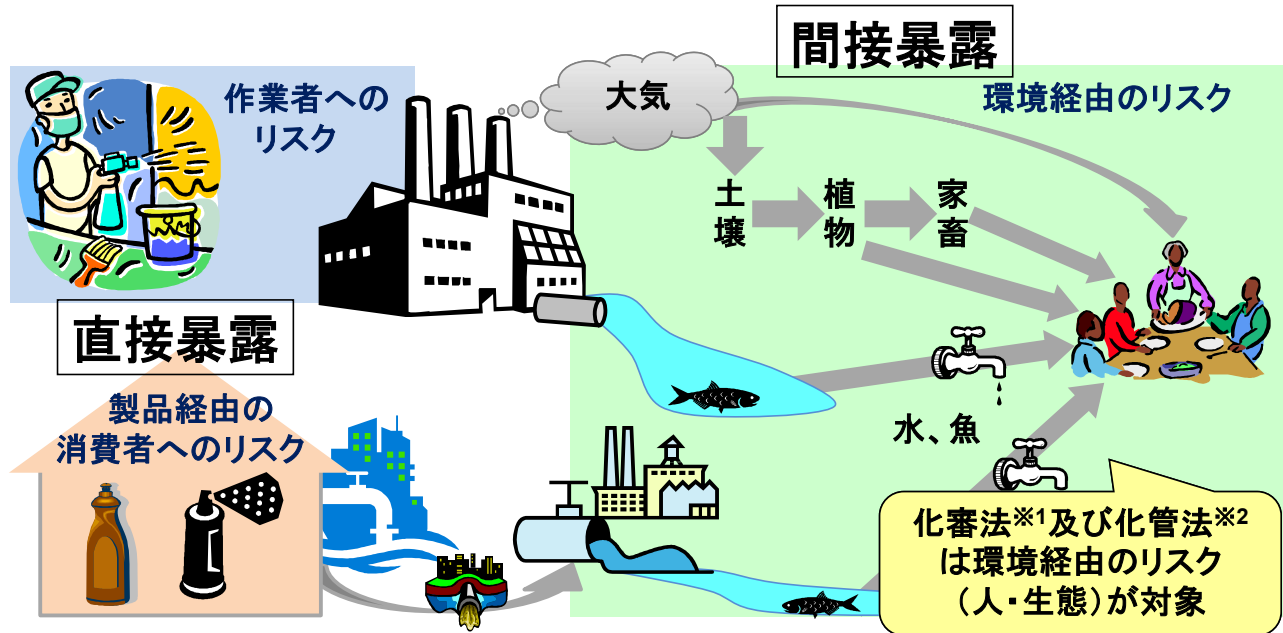 間接暴露
作業者への
リスク
大気
環境経由のリスク
土壌
植物
家畜
直接暴露
製品経由の
消費者へのリスク
水、魚
化審法※1及び化管法※2
は環境経由のリスク
（人・生態）が対象